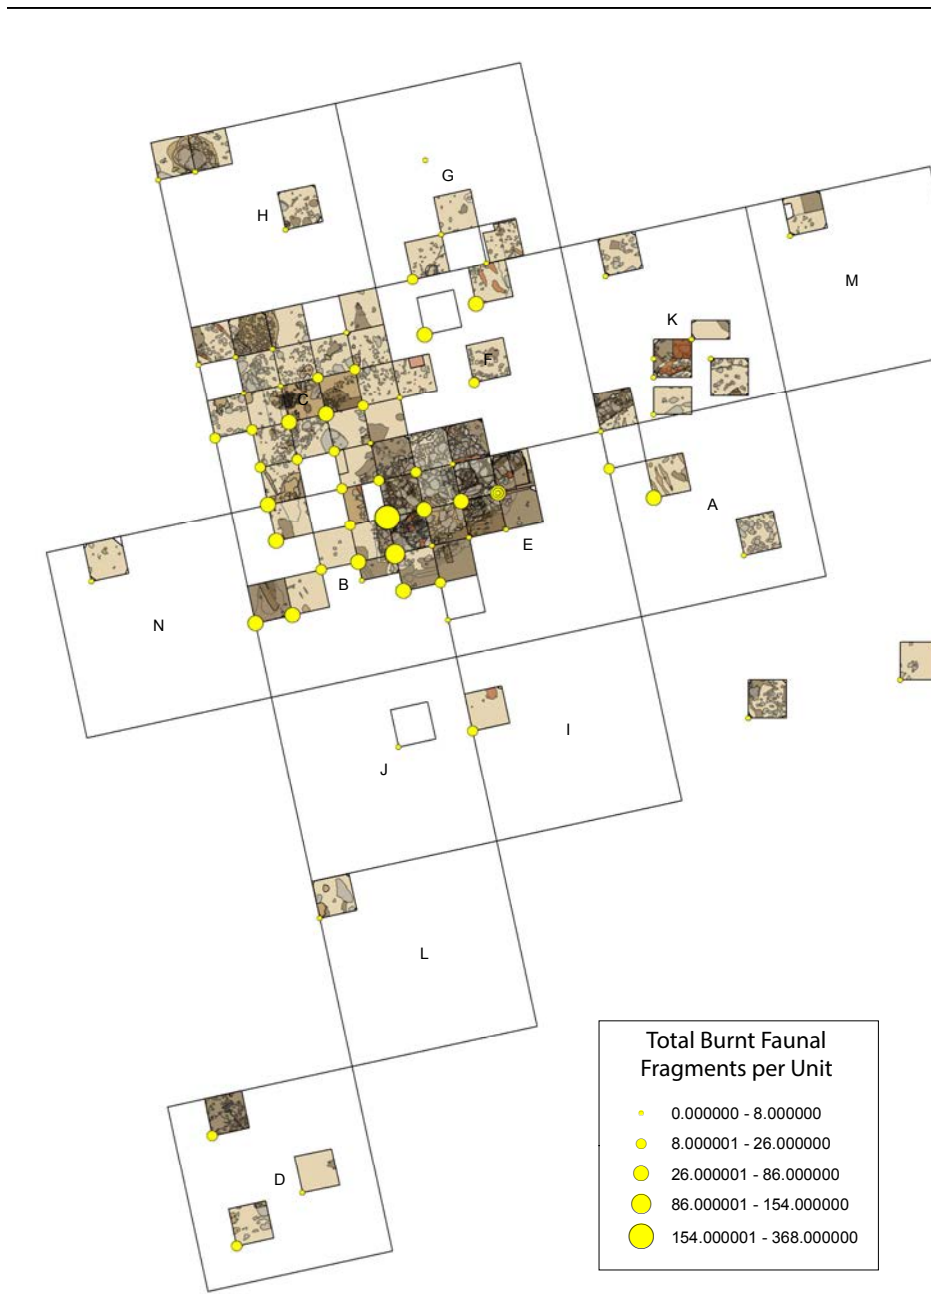 G
H
M
K
F
C
A
E
B
N
I
J
L
D
Total Burnt Faunal
Fragments per Unit
0.000000 - 8.000000
8.000001 - 26.000000
26.000001 - 86.000000
86.000001 - 154.000000
154.000001 - 368.000000